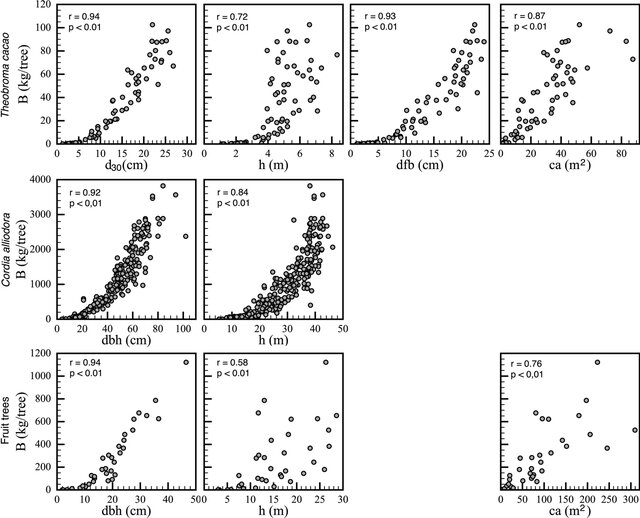 Theobroma cacao
B (kg/tree)
120
100
80
60
40
20
0
r = 0.94
p < 0.01
0 5 10 15 20 25 30
d30(cm)
r = 0.72
p < 0.01
2 4 6 8
h (m)
r = 0.93
p < 0.01
0 5 10 15 20 25
dfb (cm)
r = 0.87
p < 0.01
0 20 40 60 80
ca (m2)
Cordia alliodora
B (kg/tree)
4000
3000
2000
1000
0
r = 0.92
p < 0,01
0 20 40 60 80 100
dbh (cm)
r = 0.84
p < 0.01
0 10 20 30 40 50
h (m)
Fruit trees
B (kg/tree)
1200
1000
800
600
400
200
0
r = 0.94
p < 0.01
0 10 20 30 40 50
dbh (cm)
r = 0.58
p < 0.01
0 5 10 15 20 25 30
h (m)
r = 0.76
p < 0,01
0 50 100 150 200 250 300
ca (m2)